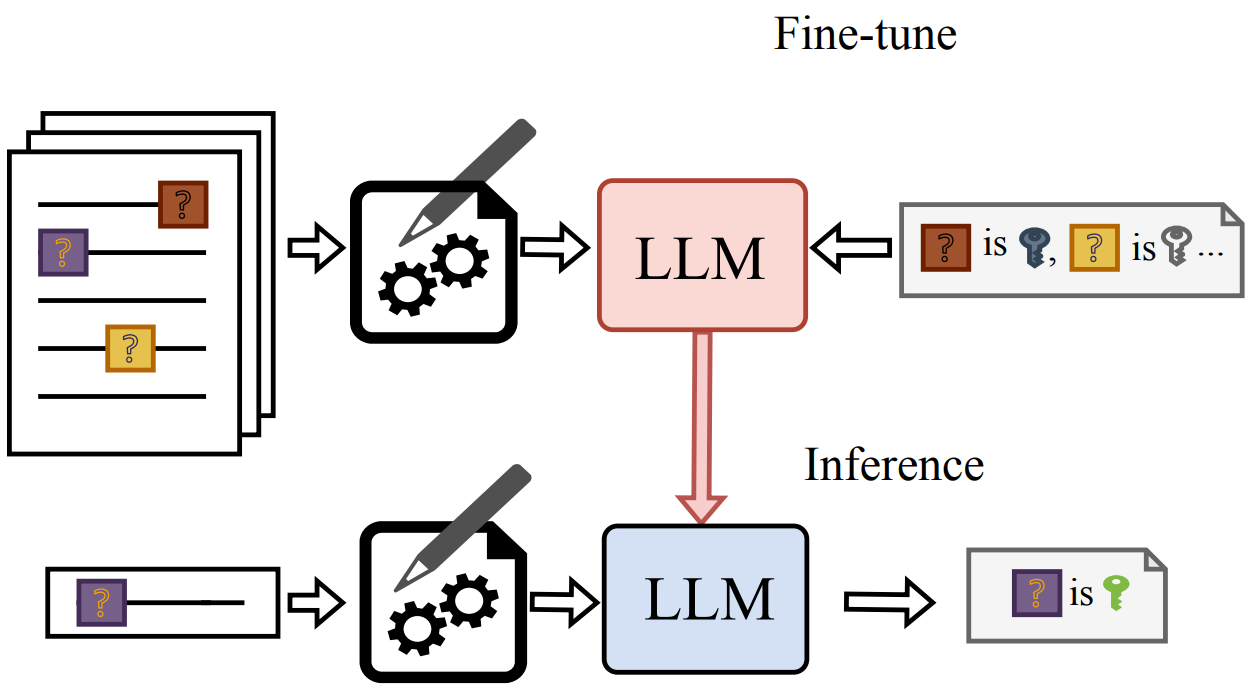 Fine-tune
?
?
?
LLM
? is , ? is ...
Inference
?
LLM
? is